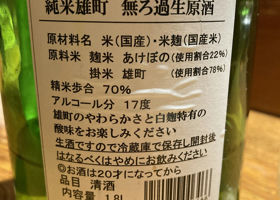 純米雄町 無ろ過生原酒
原材料名 米(国産)・米麹(国産米)
原料米 麹米 あけぼの(使用割合22%)
掛米 雄町 (使用割合78%)
精米歩合 70%
アルコール分 17度
雄町のやわらかさと白麹特有の
酸味をお楽しみください
生酒ですので冷蔵庫で保存し開封後
はなるべくはやめにお飲みください
◎お酒は20才になってから
品目 清酒
内容量 1.8L